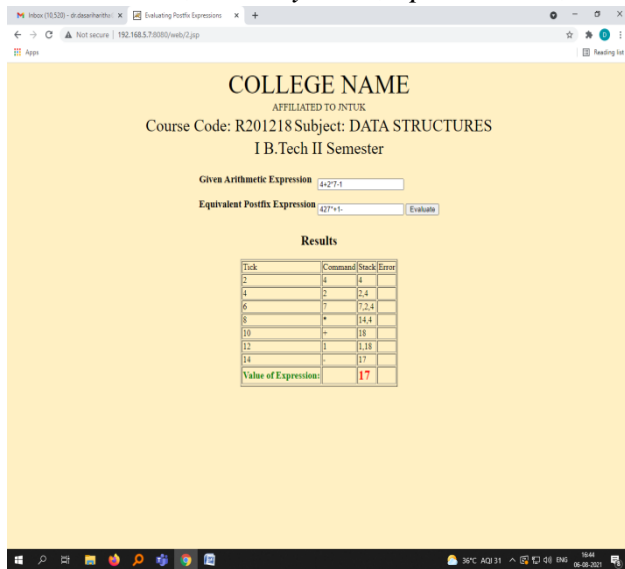 Inbox (10,520) - dr.dasariharitha
Evaluating Postfix Expressions
Not secure | 192.168.5.7:8080/web/2.jsp
Apps
Reading list
COLLEGE NAME
AFFILIATED TO JNTUK
Course Code: R201218 Subject: DATA STRUCTURES
I B.Tech II Semester
Given Arithmetic Expression 4+2*7-1
Equivalent Postfix Expression 427*+1- Evaluate
Results
Tick Command Stack Error
2 4 4
4 2 2,4
6 7 7,2,4
8 * 14,4
10 + 18
12 1 1,18
14 - 17
Value of Expression: 17
36°C AQI 31 ENG 16:44
06-08-2021